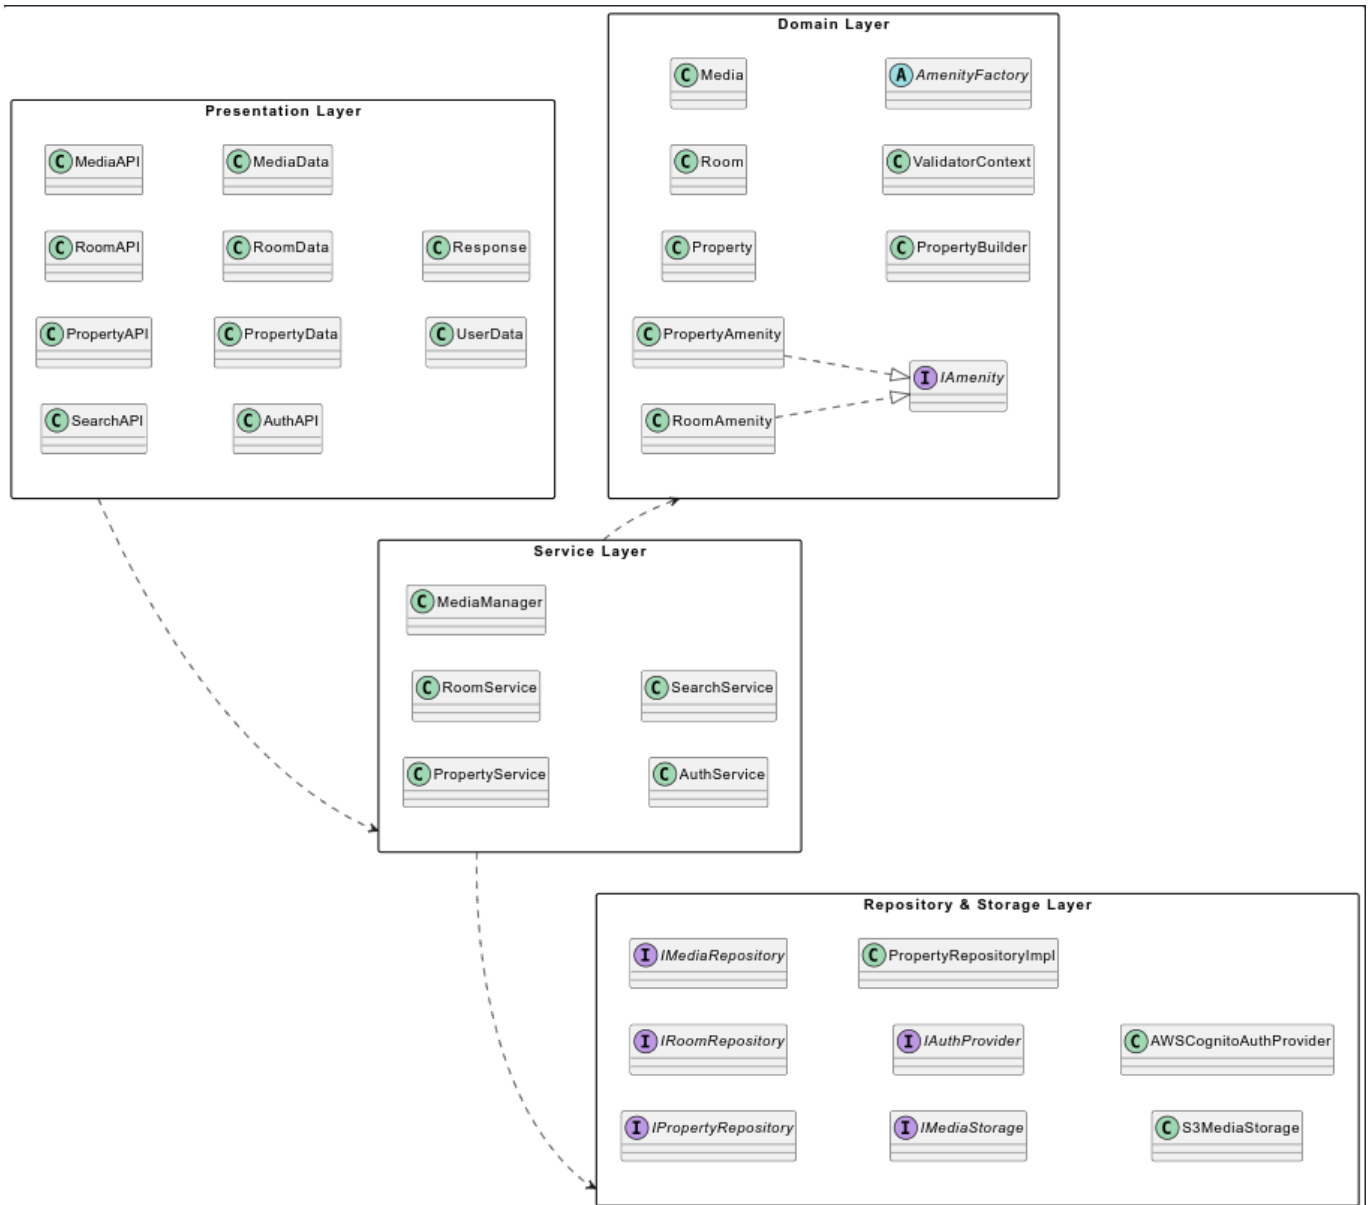 Domain Layer
C Media
A AmenityFactory
C Room
C ValidatorContext
C Property
C PropertyBuilder
C PropertyAmenity
I IAmenity
C RoomAmenity
Presentation Layer
C MediaAPI
C MediaData
C RoomAPI
C RoomData
C Response
C PropertyAPI
C PropertyData
C UserData
C SearchAPI
C AuthAPI
Service Layer
C MediaManager
C RoomService
C SearchService
C PropertyService
C AuthService
Repository & Storage Layer
I IMediaRepository
C PropertyRepositoryImpl
I IRoomRepository
I IAuthProvider
C AWSCognitoAuthProvider
I IPropertyRepository
I IMediaStorage
C S3MediaStorage